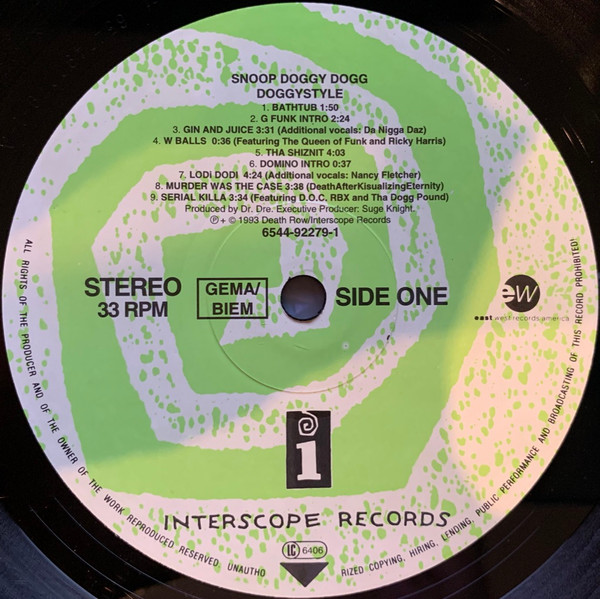 SNOOP DOGGY DOGG
DOGGYSTYLE
1. BATHTUB 1:50
2. G FUNK INTRO 2:24
3. GIN AND JUICE 3:31 (Additional vocals: Da Nigga Daz)
4. W BALLS 0:36 (Featuring The Queen of Funk and Ricky Harris)
5. THA SHIZNIT 4:03
6. DOMINO INTRO 0:37
7. LODI DODI 4:24 (Additional vocals: Nancy Fletcher)
8. MURDER WAS THE CASE 3:38 (DeathAfterKisualizingEternity)
9. SERIAL KILLA 3:34 (Featuring D.O.C, RBX and Tha Dogg Pound)
Produced by Dr. Dre. Executive Producer: Suge Knight.
℗ + © 1993 Death Row/Interscope Records
6544-92279-1
STEREO
33 RPM
GEMA/
BIEM
SIDE ONE
ew
east west records america
i
INTERSCOPE RECORDS
LC 6406
ALL RIGHTS OF THE PRODUCER AND OF THE OWNER OF THE WORK REPRODUCED RESERVED UNAUTHO
RIZED COPYING, HIRING, LENDING, PUBLIC PERFORMANCE AND BROADCASTING OF THIS RECORD PROHIBITED!